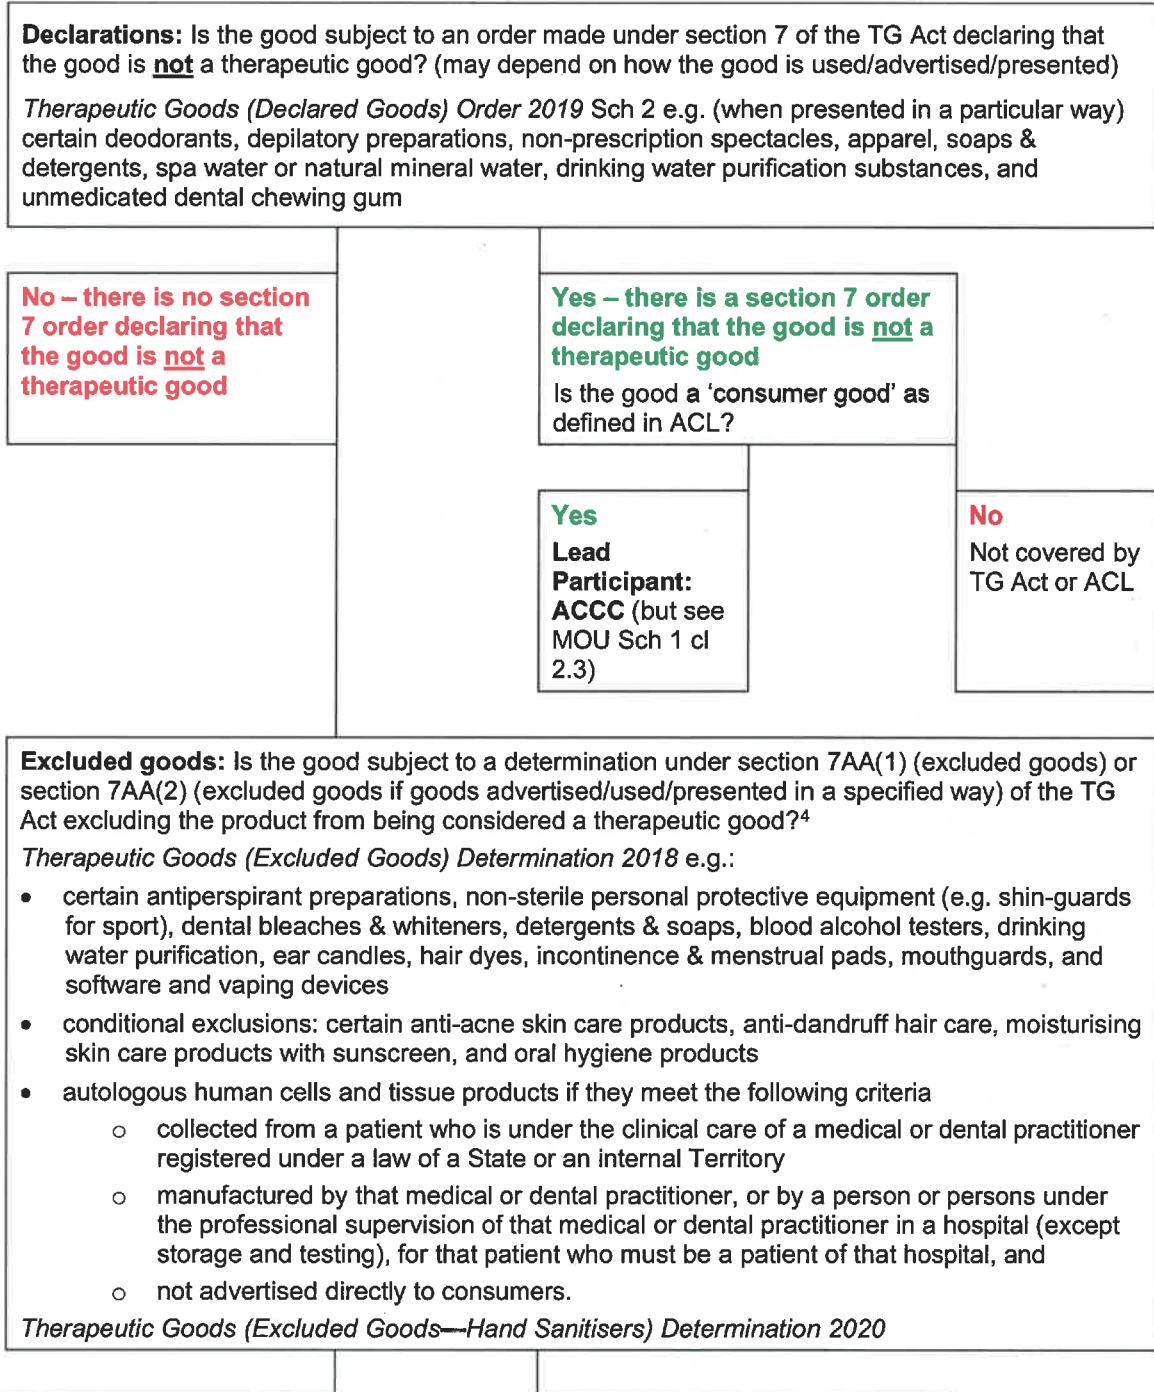 Declarations: Is the good subject to an order made under section 7 of the TG Act declaring that
the good is not a therapeutic good? (may depend on how the good is used/advertised/presented)
Therapeutic Goods (Declared Goods) Order 2019 Sch 2 e.g. (when presented in a particular way)
certain deodorants, depilatory preparations, non-prescription spectacles, apparel, soaps &
detergents, spa water or natural mineral water, drinking water purification substances, and
unmedicated dental chewing gum
No – there is no section
7 order declaring that
the good is not a
therapeutic good
Yes – there is a section 7 order
declaring that the good is not a
therapeutic good
Is the good a ‘consumer good’ as
defined in ACL?
Yes
Lead
Participant:
ACCC (but see
MOU Sch 1 cl
2.3)
No
Not covered by
TG Act or ACL
Excluded goods: Is the good subject to a determination under section 7AA(1) (excluded goods) or
section 7AA(2) (excluded goods if goods advertised/used/presented in a specified way) of the TG
Act excluding the product from being considered a therapeutic good?4
Therapeutic Goods (Excluded Goods) Determination 2018 e.g.:
• certain antiperspirant preparations, non-sterile personal protective equipment (e.g. shin-guards
for sport), dental bleaches & whiteners, detergents & soaps, blood alcohol testers, drinking
water purification, ear candles, hair dyes, incontinence & menstrual pads, mouthguards, and
software and vaping devices
• conditional exclusions: certain anti-acne skin care products, anti-dandruff hair care, moisturising
skin care products with sunscreen, and oral hygiene products
• autologous human cells and tissue products if they meet the following criteria
o collected from a patient who is under the clinical care of a medical or dental practitioner
registered under a law of a State or an internal Territory
o manufactured by that medical or dental practitioner, or by a person or persons under
the professional supervision of that medical or dental practitioner in a hospital (except
storage and testing), for that patient who must be a patient of that hospital, and
o not advertised directly to consumers.
Therapeutic Goods (Excluded Goods—Hand Sanitisers) Determination 2020